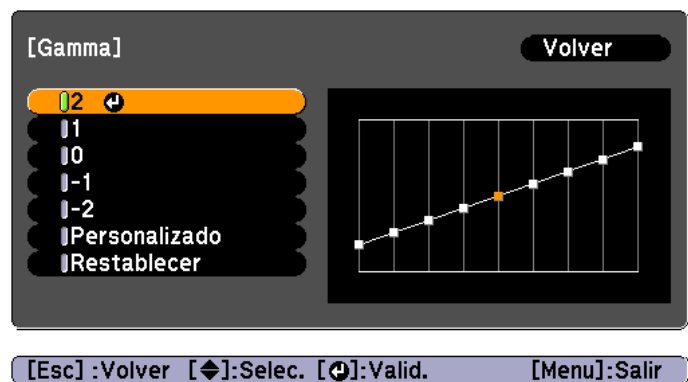 [Gamma]
Volver
2
1
0
-1
-2
Personalizado
Restablecer
[Esc] :Volver [◆]:Selec. [↵]:Valid. [Menu]:Salir